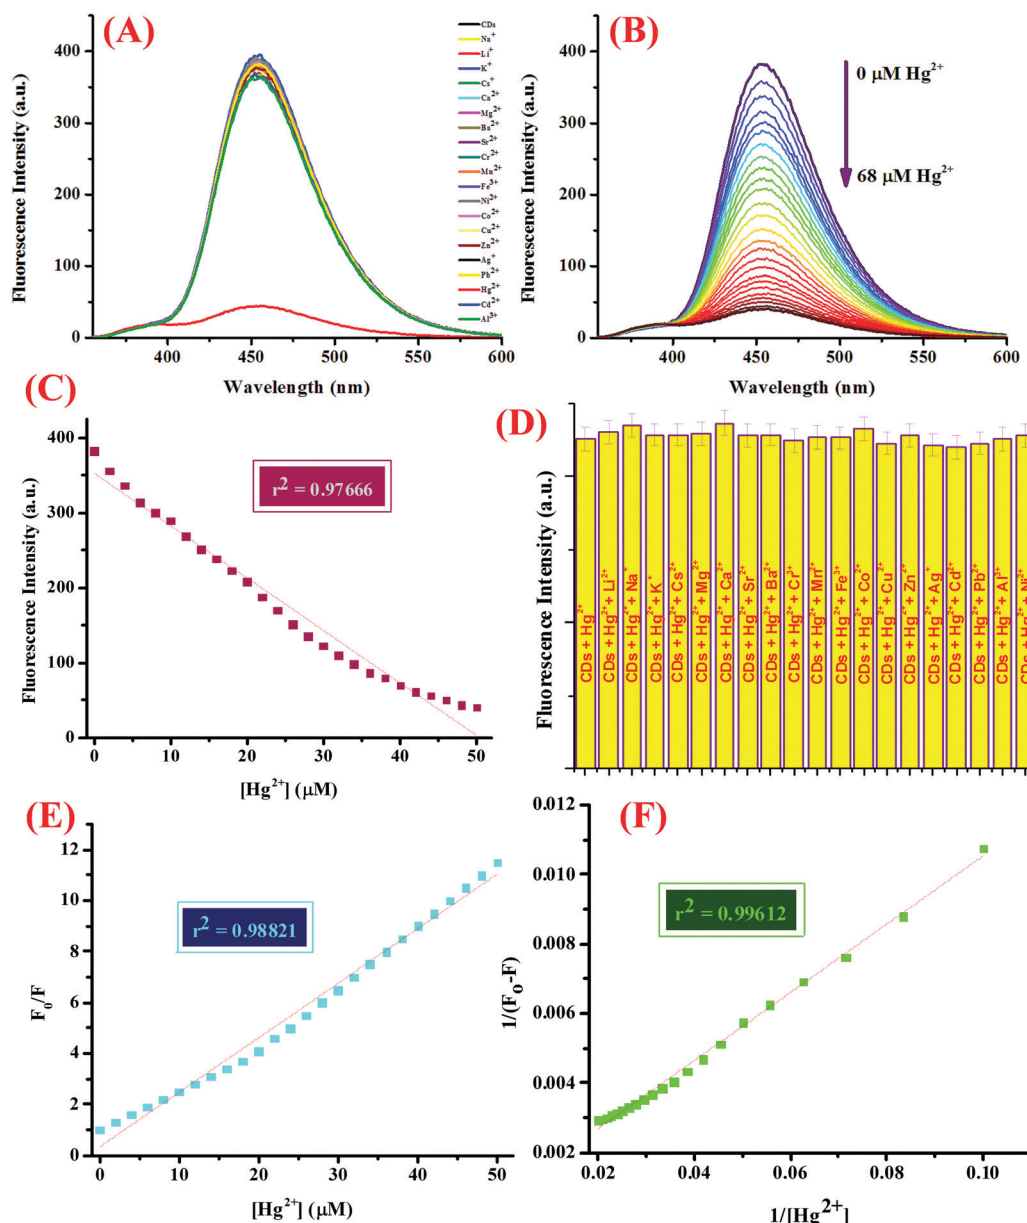 (A)
Fluorescence Intensity (a.u.)
400
300
200
100
0
400
450
500
550
600
Wavelength (nm)
CDs
Na⁺
Li⁺
K⁺
Cs⁺
Ca²⁺
Mg²⁺
Ba²⁺
Sr²⁺
Cr²⁺
Mn²⁺
Fe³⁺
Ni²⁺
Co²⁺
Cu²⁺
Zn²⁺
Ag⁺
Pb²⁺
Hg²⁺
Cd²⁺
Al³⁺
(B)
Fluorescence Intensity (a.u.)
400
300
200
100
0
400
450
500
550
600
Wavelength (nm)
0 μM Hg²⁺
68 μM Hg²⁺
(C)
Fluorescence Intensity (a.u.)
400
300
200
100
0
0
10
20
30
40
50
[Hg²⁺] (μM)
r² = 0.97666
(D)
Fluorescence Intensity (a.u.)
CDs + Hg²⁺
CDs + Hg²⁺ + Li²⁺
CDs + Hg²⁺ + Na⁺
CDs + Hg²⁺ + K⁺
CDs + Hg²⁺ + Cs²⁺
CDs + Hg²⁺ + Mg²⁺
CDs + Hg²⁺ + Ca²⁺
CDs + Hg²⁺ + Sr²⁺
CDs + Hg²⁺ + Ba²⁺
CDs + Hg²⁺ + Cr³⁺
CDs + Hg²⁺ + Mn²⁺
CDs + Hg²⁺ + Fe³⁺
CDs + Hg²⁺ + Co²⁺
CDs + Hg²⁺ + Cu²⁺
CDs + Hg²⁺ + Zn²⁺
CDs + Hg²⁺ + Ag⁺
CDs + Hg²⁺ + Cd²⁺
CDs + Hg²⁺ + Pb²⁺
CDs + Hg²⁺ + Al³⁺
CDs + Hg²⁺ + Ni²⁺
(E)
F₀/F
12
10
8
6
4
2
0
0
10
20
30
40
50
[Hg²⁺] (μM)
r² = 0.98821
(F)
1/(F₀-F)
0.012
0.010
0.008
0.006
0.004
0.002
0.02
0.04
0.06
0.08
0.10
1/[Hg²⁺]
r² = 0.99612